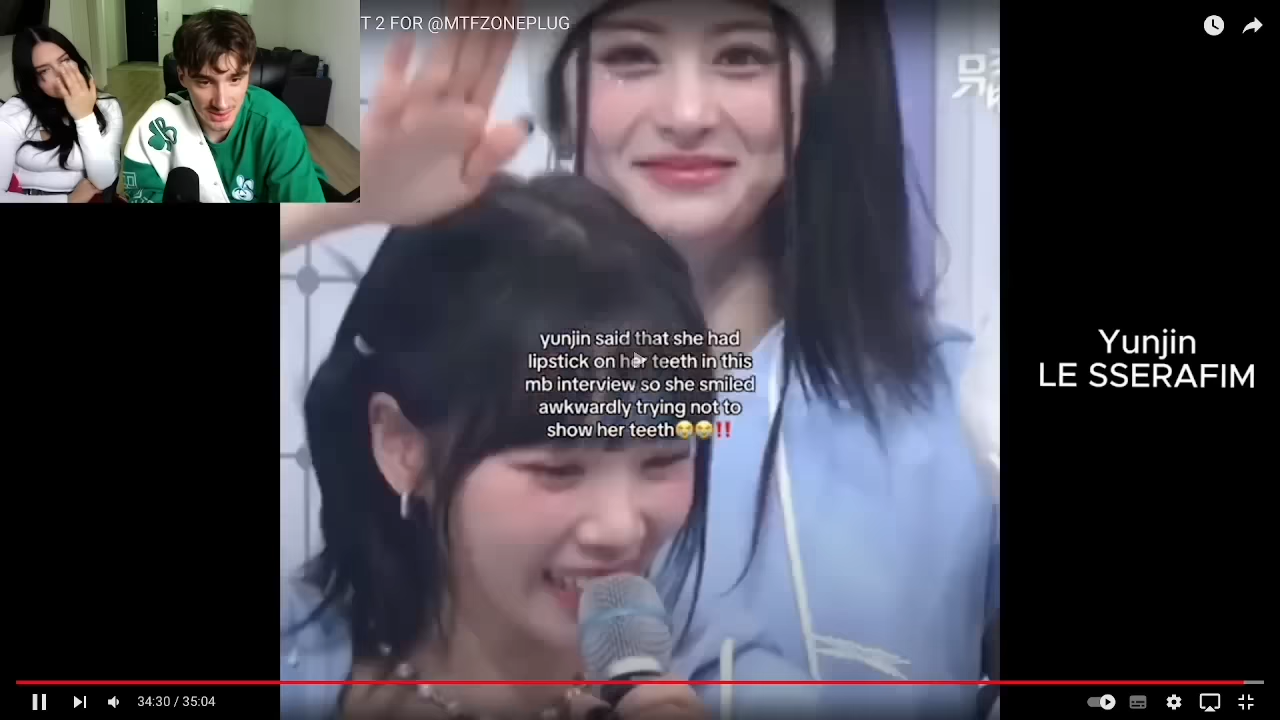 T 2 FOR @MTFZONEPLUG
yunjin said that she had
lipstick on her teeth in this
mb interview so she smiled
awkwardly trying not to
show her teeth😭😭‼️
Yunjin
LE SSERAFIM
34:30 / 35:04